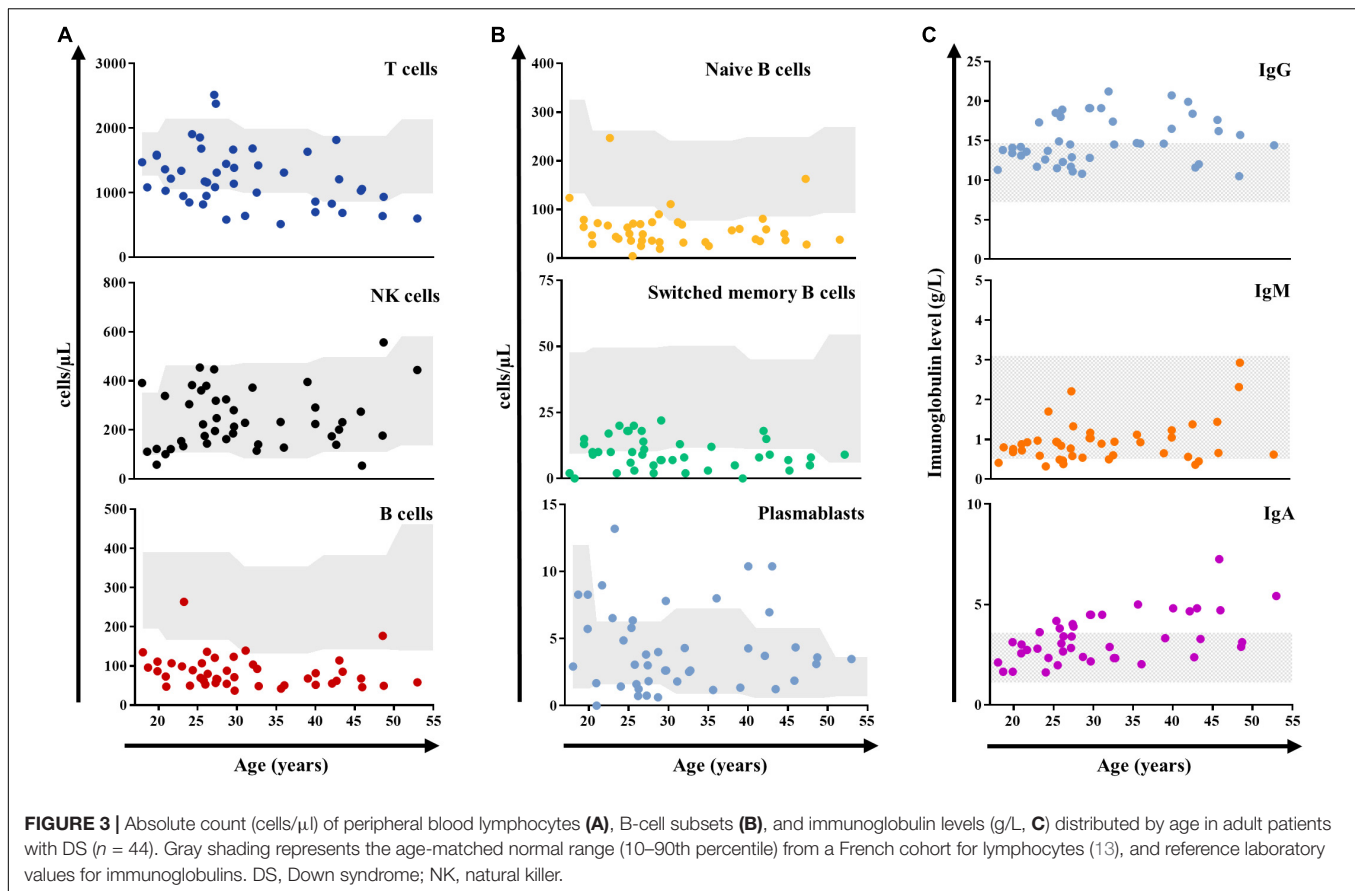 A
B
C
T cells
3000
2000
1000
0
NK cells
800
600
400
200
0
B cells
500
400
300
200
100
0
20 25 30 35 40 45 50 55
cells/µL
Age (years)
Naive B cells
400
300
200
100
0
Switched memory B cells
75
50
25
0
Plasmablasts
15
10
5
0
20 25 30 35 40 45 50 55
cells/µL
Age (years)
IgG
25
20
15
10
5
0
IgM
5
4
3
2
1
0
IgA
10
5
0
20 25 30 35 40 45 50 55
Imunoglobulin level (g/L)
Age (years)
FIGURE 3 | Absolute count (cells/µl) of peripheral blood lymphocytes (A), B-cell subsets (B), and immunoglobulin levels (g/L, C) distributed by age in adult patients
with DS (n = 44). Gray shading represents the age-matched normal range (10–90th percentile) from a French cohort for lymphocytes (13), and reference laboratory
values for immunoglobulins. DS, Down syndrome; NK, natural killer.